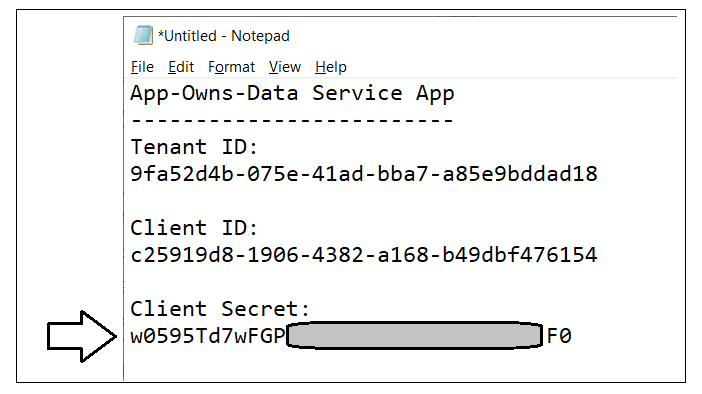 *Untitled - Notepad
File Edit Format View Help
App-Owns-Data Service App
-------------------------
Tenant ID:
9fa52d4b-075e-41ad-bba7-a85e9bddad18
Client ID:
c25919d8-1906-4382-a168-b49dbf476154
Client Secret:
w0595Td7wFGP F0